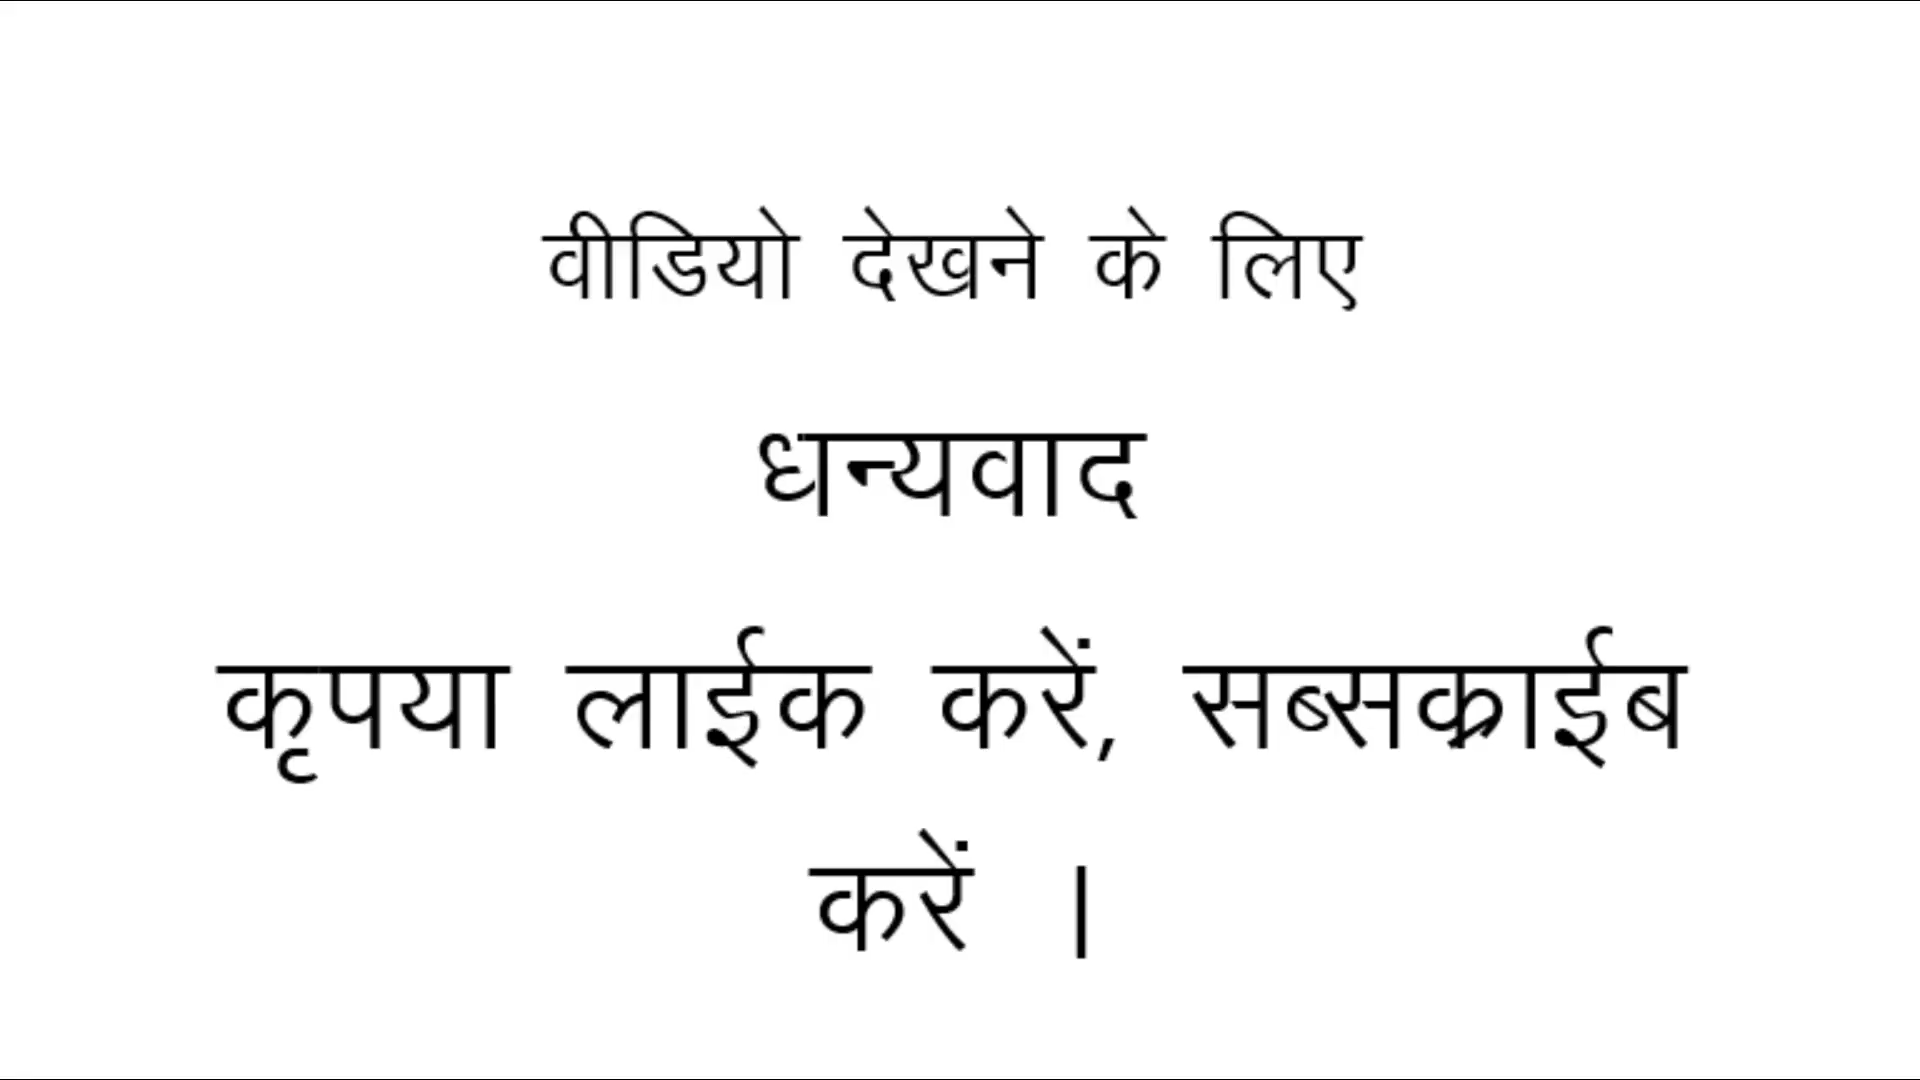 वीडियो देखने के लिए
धन्यवाद
कृपया लाईक करें, सब्सक्राईब
करें |